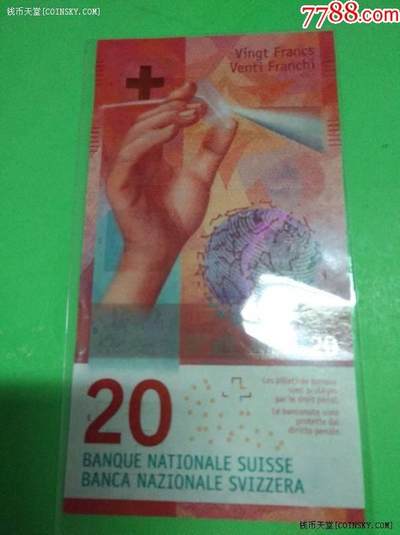 钱币天堂[COINSKY.COM]
7788.com
Vingt Francs
Venti Franchi
Les billets de banque
sont protégés
par le droit pénal.
Le banconote sono
protette dal
diritto penale.
20
BANQUE NATIONALE SUISSE
BANCA NAZIONALE SVIZZERA
钱币天堂[COINSKY.COM]